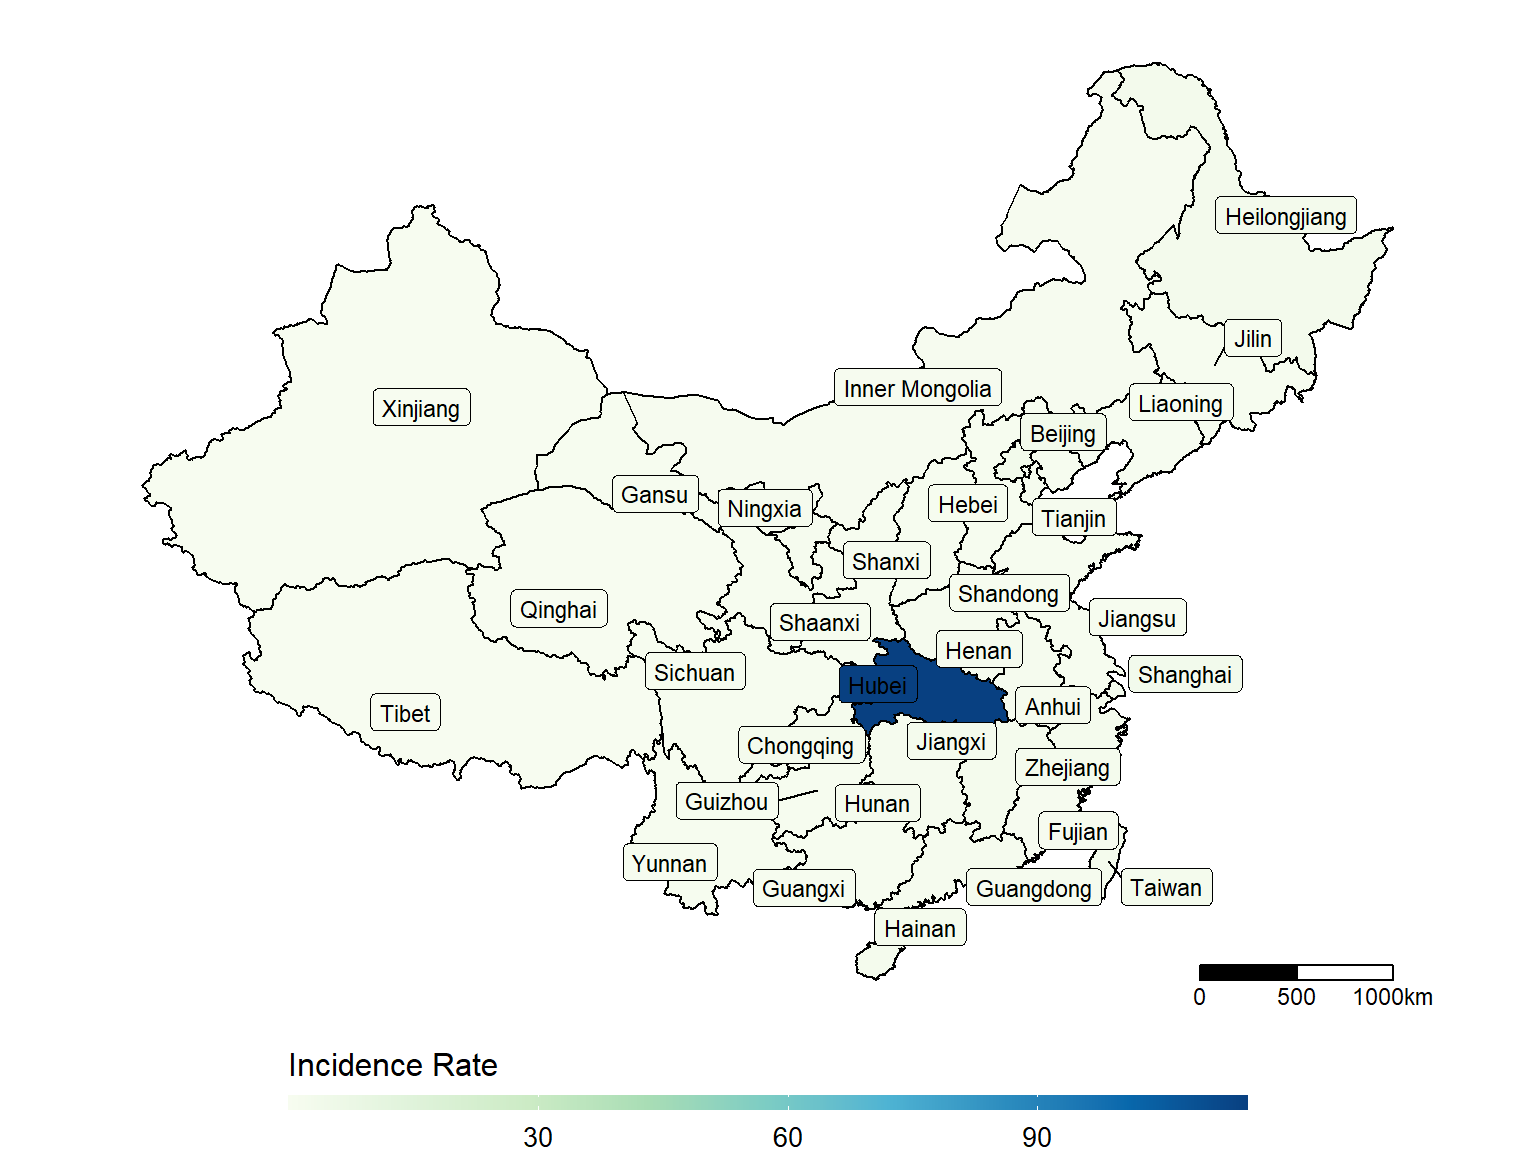 Heilongjiang
Jilin
Inner Mongolia
Liaoning
Xinjiang
Beijing
Gansu
Ningxia
Hebei
Tianjin
Shanxi
Shandong
Qinghai
Shaanxi
Jiangsu
Henan
Sichuan
Hubei
Shanghai
Tibet
Anhui
Chongqing
Jiangxi
Zhejiang
Guizhou
Hunan
Fujian
Yunnan
Guangxi
Guangdong
Taiwan
Hainan
0 500 1000km
Incidence Rate
30 60 90